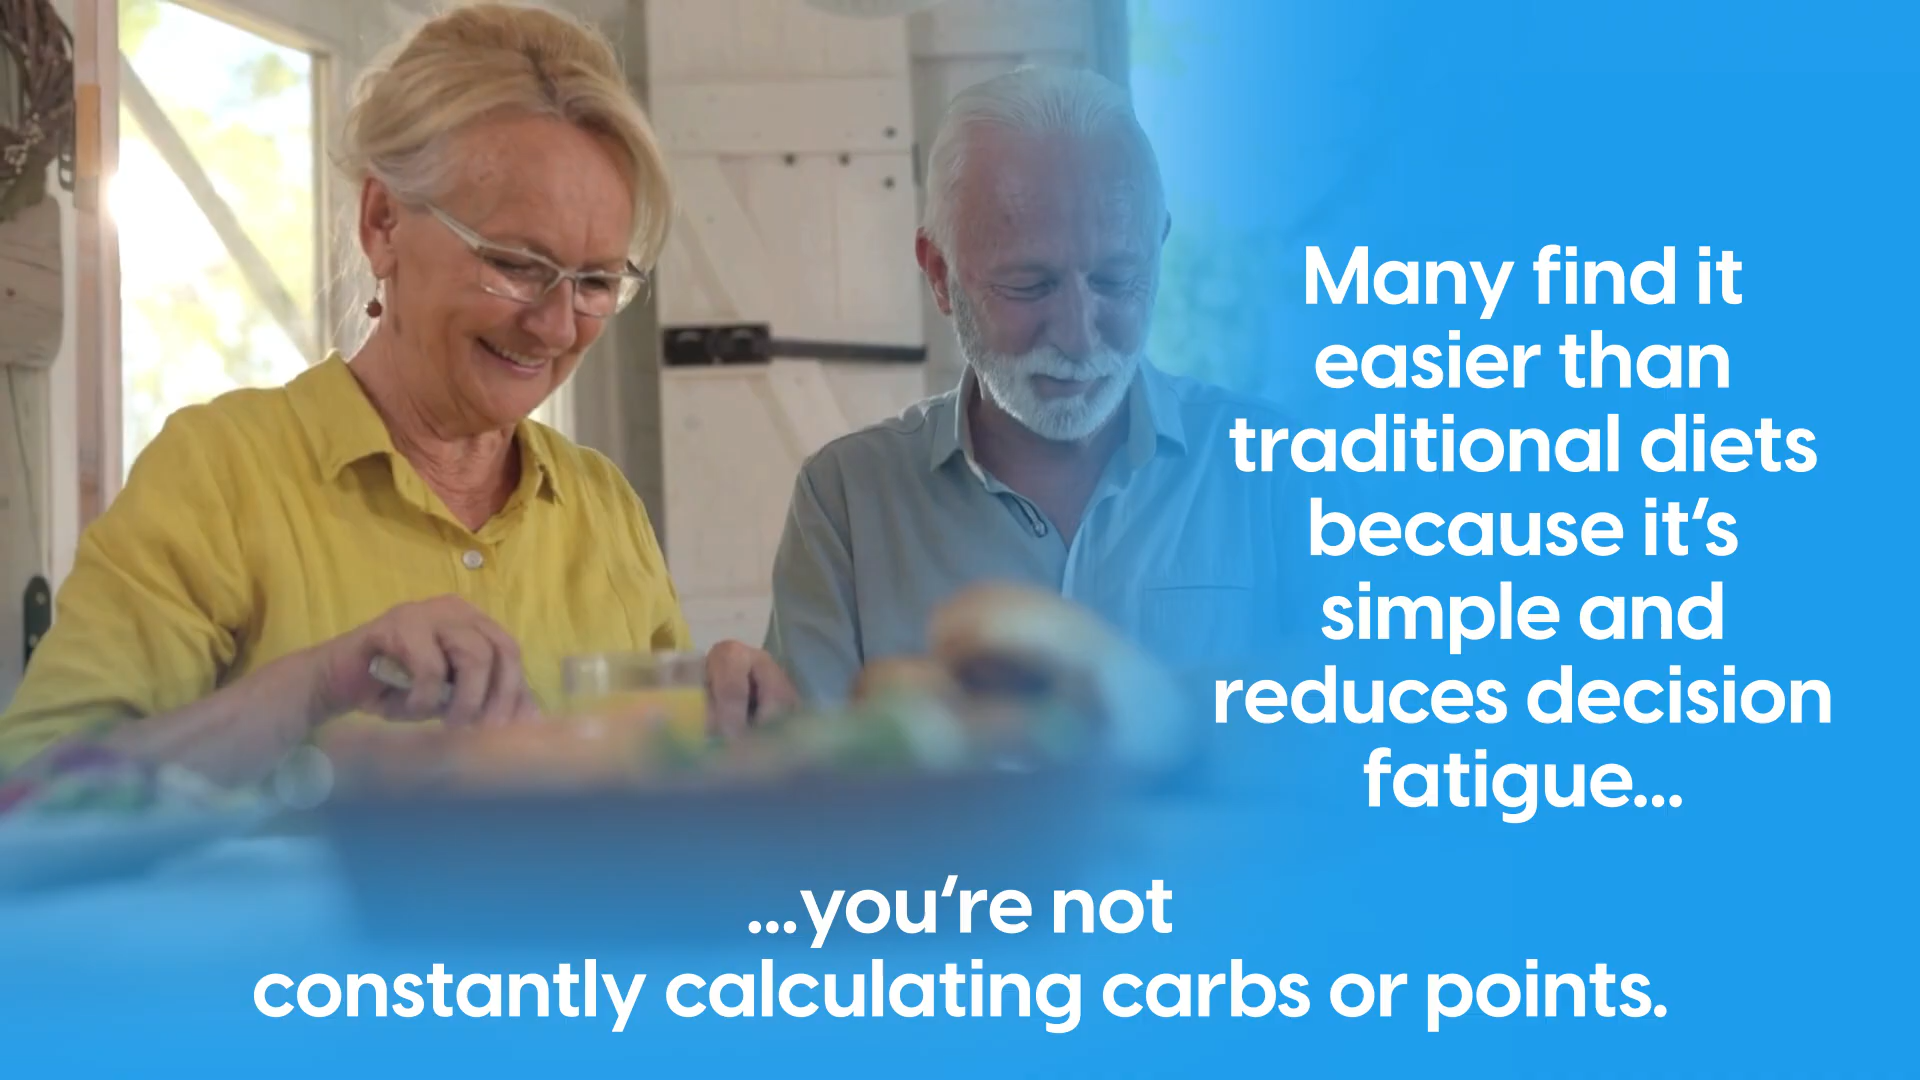 Many find it
easier than
traditional diets
because it's
simple and
reduces decision
fatigue...
...you're not
constantly calculating carbs or points.